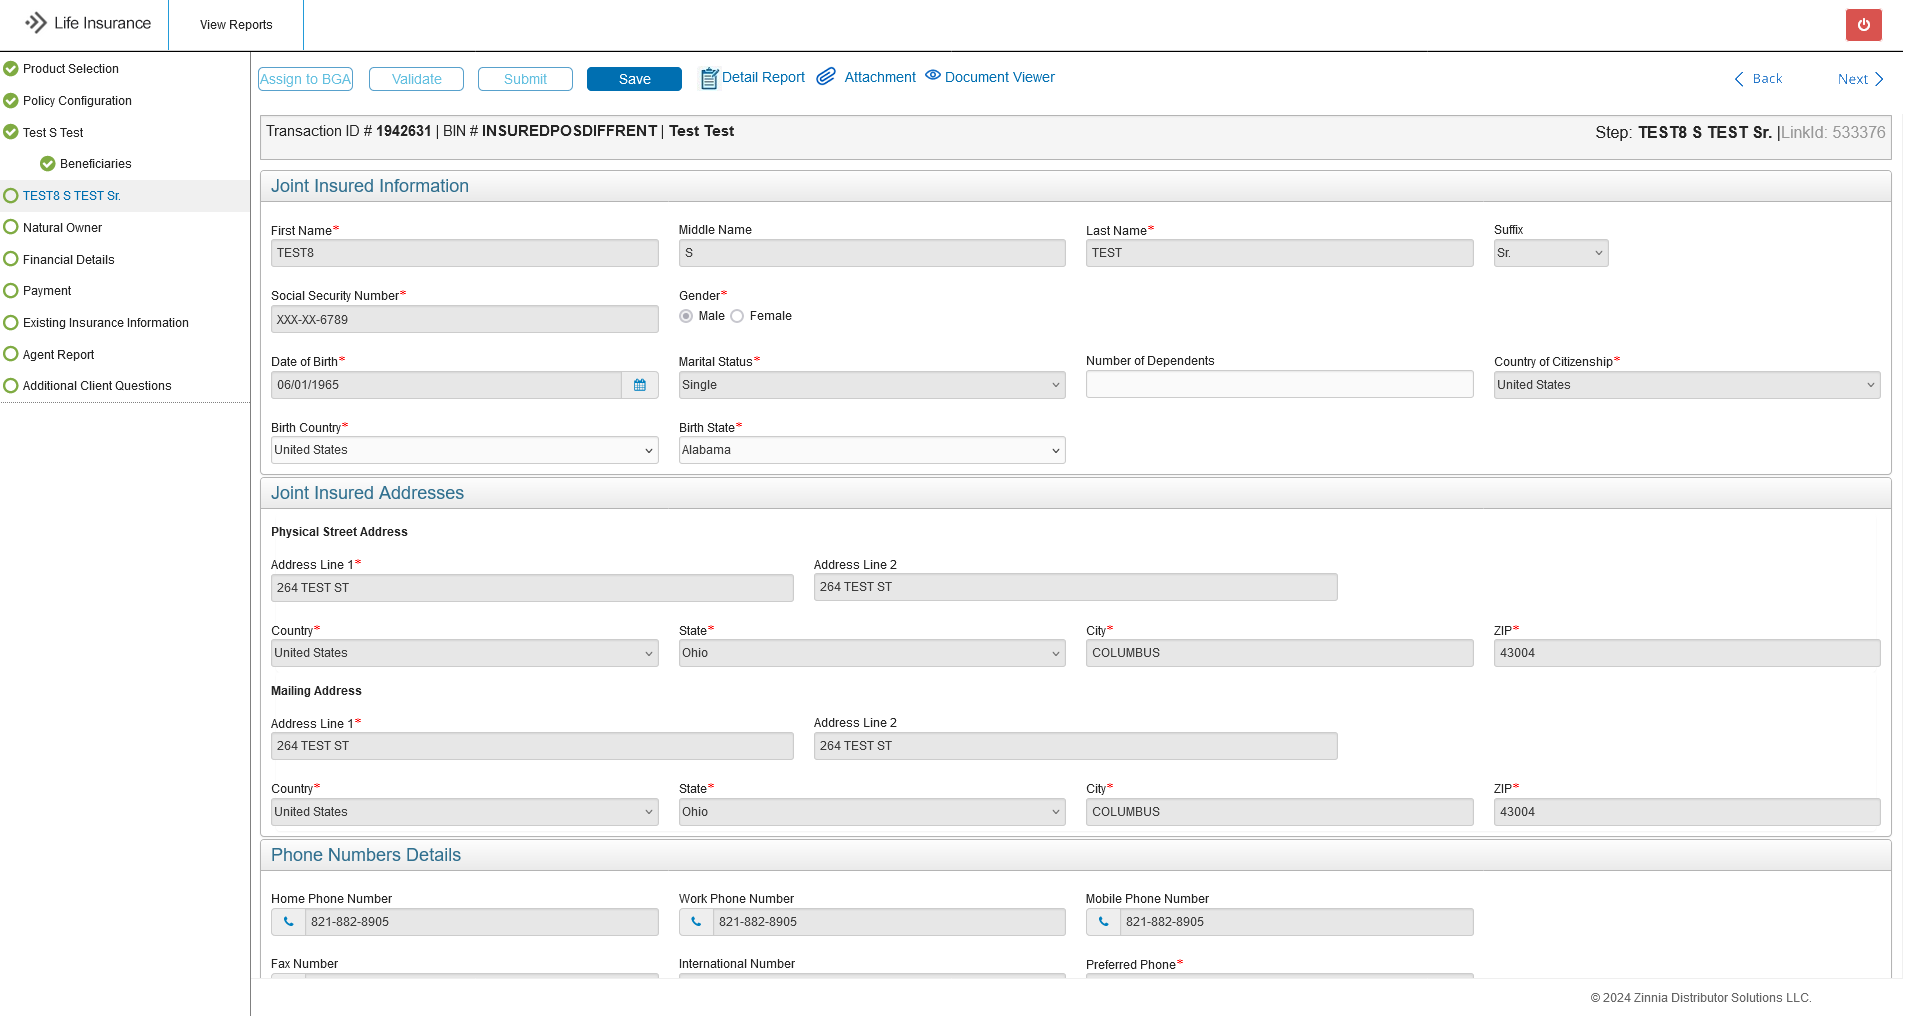 Life Insurance
View Reports
Product Selection
Policy Configuration
Test S Test
Beneficiaries
TEST8 S TEST Sr.
Natural Owner
Financial Details
Payment
Existing Insurance Information
Agent Report
Additional Client Questions
Assign to BGA Validate Submit Save Detail Report Attachment Document Viewer Back Next
Transaction ID # 1942631 | BIN # INSUREDPOSDIFFRENT | Test Test
Step: TEST8 S TEST Sr. |LinkId: 533376
Joint Insured Information
First Name* Middle Name Last Name* Suffix
TEST8 S TEST Sr.
Social Security Number* Gender*
XXX-XX-6789 Male Female
Date of Birth* Marital Status* Number of Dependents Country of Citizenship*
06/01/1965 Single United States
Birth Country* Birth State*
United States Alabama
Joint Insured Addresses
Physical Street Address
Address Line 1* Address Line 2
264 TEST ST 264 TEST ST
Country* State* City* ZIP*
United States Ohio COLUMBUS 43004
Mailing Address
Address Line 1* Address Line 2
264 TEST ST 264 TEST ST
Country* State* City* ZIP*
United States Ohio COLUMBUS 43004
Phone Numbers Details
Home Phone Number Work Phone Number Mobile Phone Number
821-882-8905 821-882-8905 821-882-8905
Fax Number International Number Preferred Phone*
© 2024 Zinnia Distributor Solutions LLC.